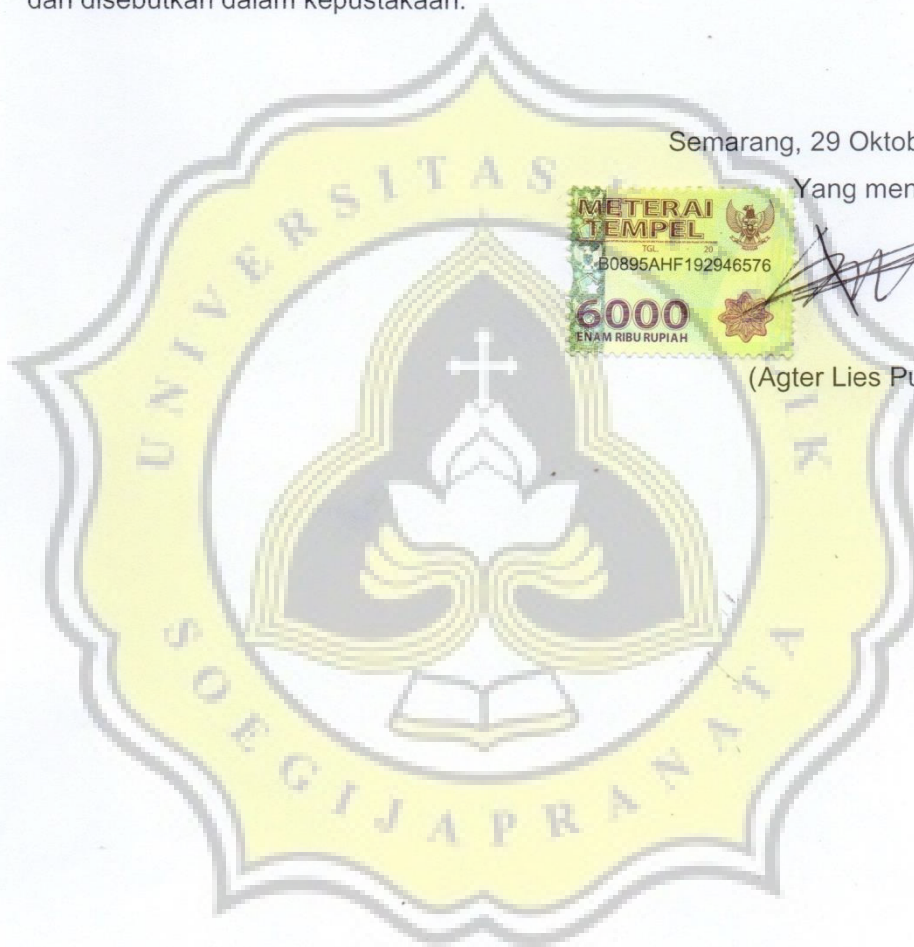 dan disebutkan dalam kepustakaan.
Semarang, 29 Oktob
Yang men
METERAI
TEMPEL
TGL. 20
B0895AHF192946576
6000
ENAM RIBU RUPIAH
(Agter Lies Pu
UNIVERSITAS
IK
SOEGIJAPRANATA